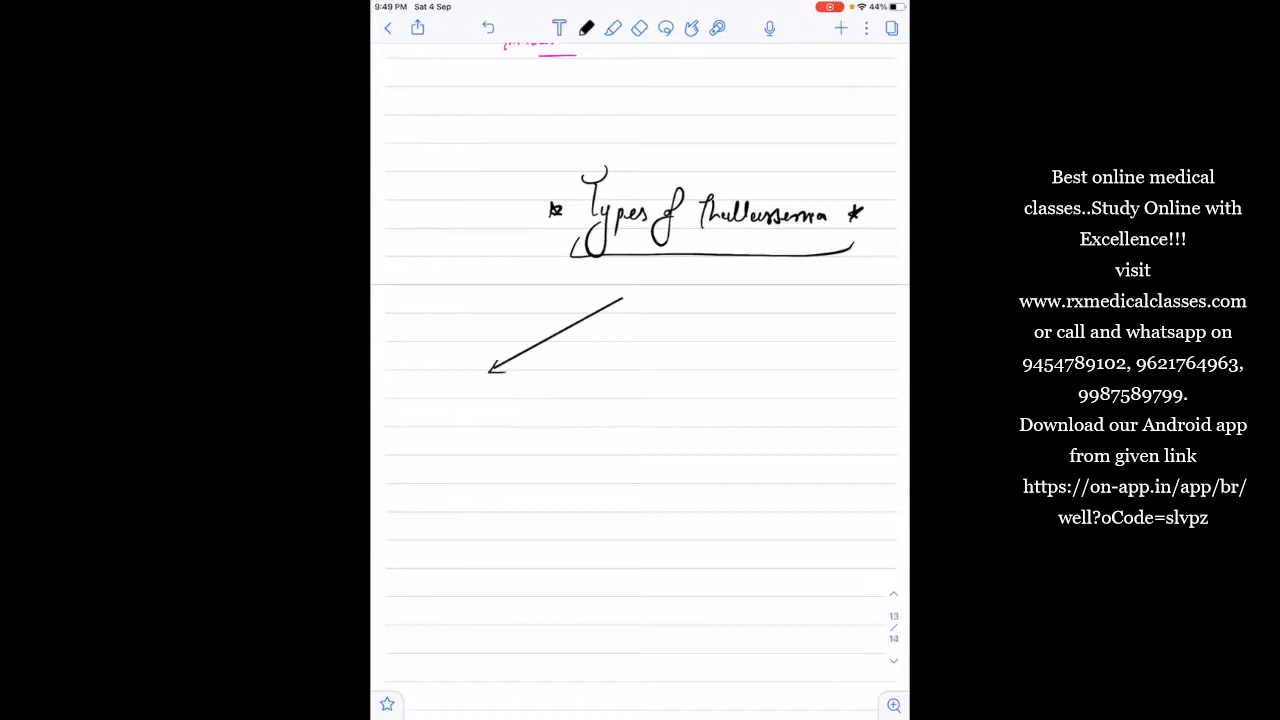 9:49 PM Sat 4 Sep
44%
* Types of Thallassemia *
13
/
14
Best online medical
classes..Study Online with
Excellence!!!
visit
www.rxmedicalclasses.com
or call and whatsapp on
9454789102, 9621764963,
9987589799.
Download our Android app
from given link
https://on-app.in/app/br/
well?oCode=slvpz